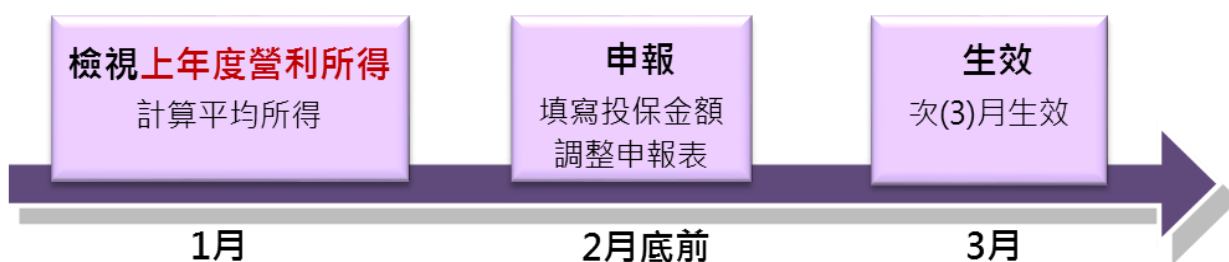 檢視上年度營利所得
計算平均所得
申報
填寫投保金額
調整申報表
生效
次(3)月生效
1月
2月底前
3月